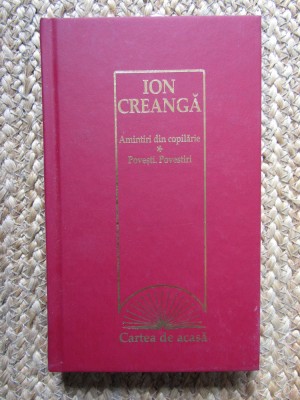 ION
CREANGĂ
Amintiri din copilărie
*
Povești. Povestiri
Cartea de acasă